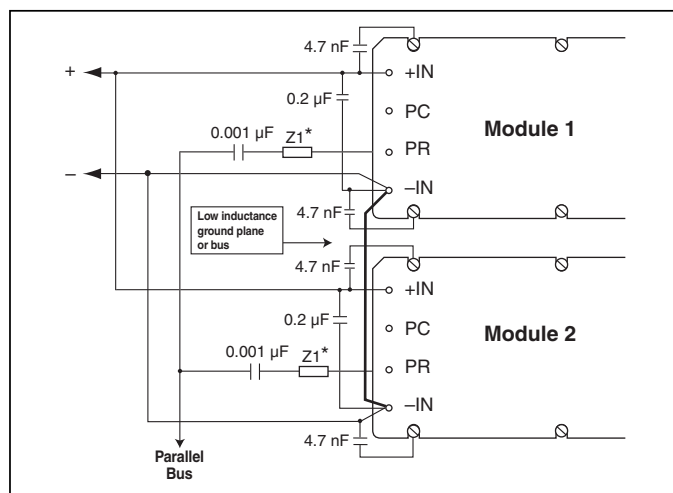 4.7 nF
+
+IN
0.2 µF
PC
Module 1
0.001 µF
Z1*
PR
–
–IN
4.7 nF
Low inductance
ground plane
or bus
4.7 nF
+IN
0.2 µF
PC
Module 2
0.001 µF
Z1*
PR
–IN
4.7 nF
Parallel
Bus